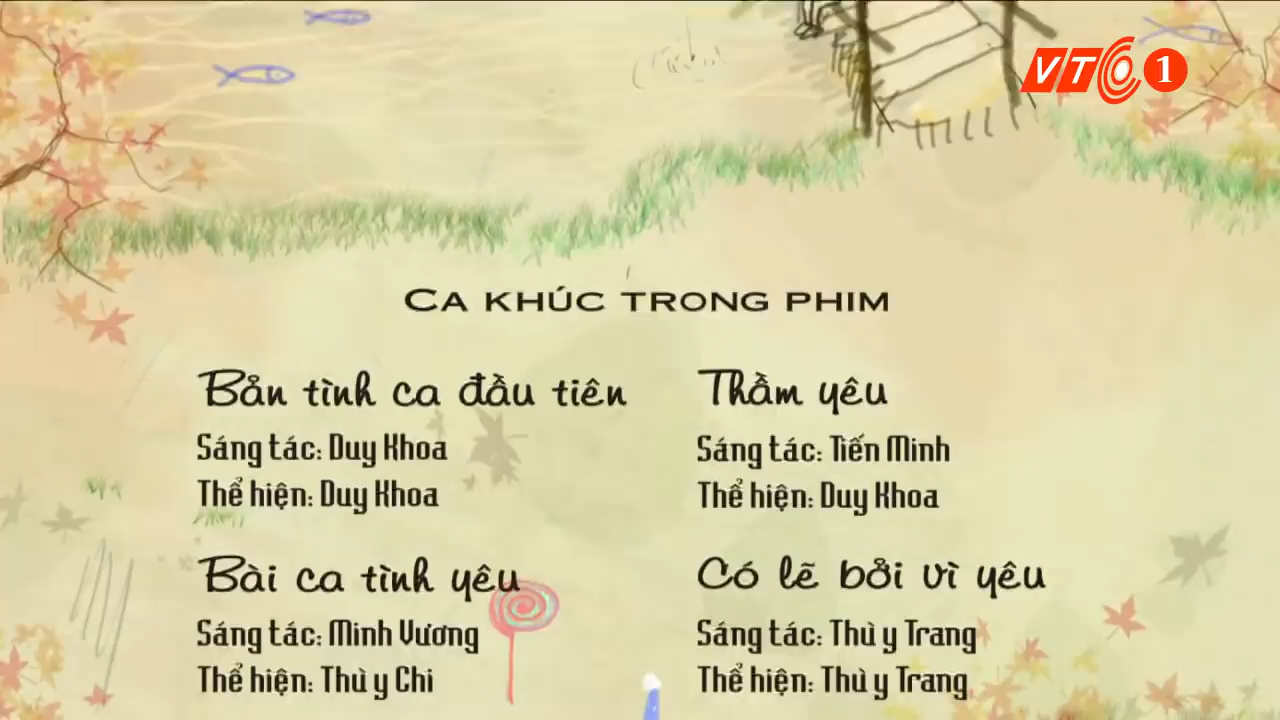 VTC 1
CA KHÚC TRONG PHIM
Bản tình ca đầu tiên
Sáng tác: Duy Khoa
Thể hiện: Duy Khoa
Thầm yêu
Sáng tác: Tiến Minh
Thể hiện: Duy Khoa
Bài ca tình yêu
Sáng tác: Minh Vương
Thể hiện: Thù y Chi
Có lẽ bởi vì yêu
Sáng tác: Thù y Trang
Thể hiện: Thù y Trang